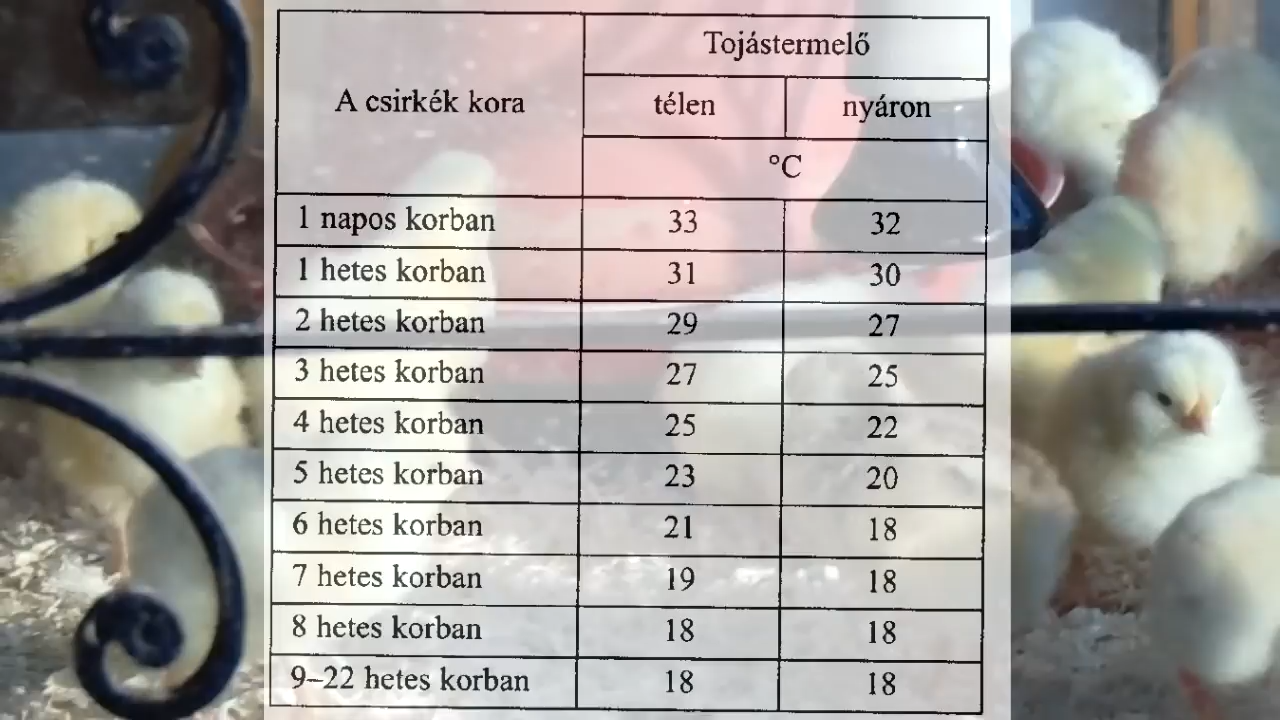 A csirkék kora
Tojástermelő
télen nyáron
°C
1 napos korban 33 32
1 hetes korban 31 30
2 hetes korban 29 27
3 hetes korban 27 25
4 hetes korban 25 22
5 hetes korban 23 20
6 hetes korban 21 18
7 hetes korban 19 18
8 hetes korban 18 18
9–22 hetes korban 18 18